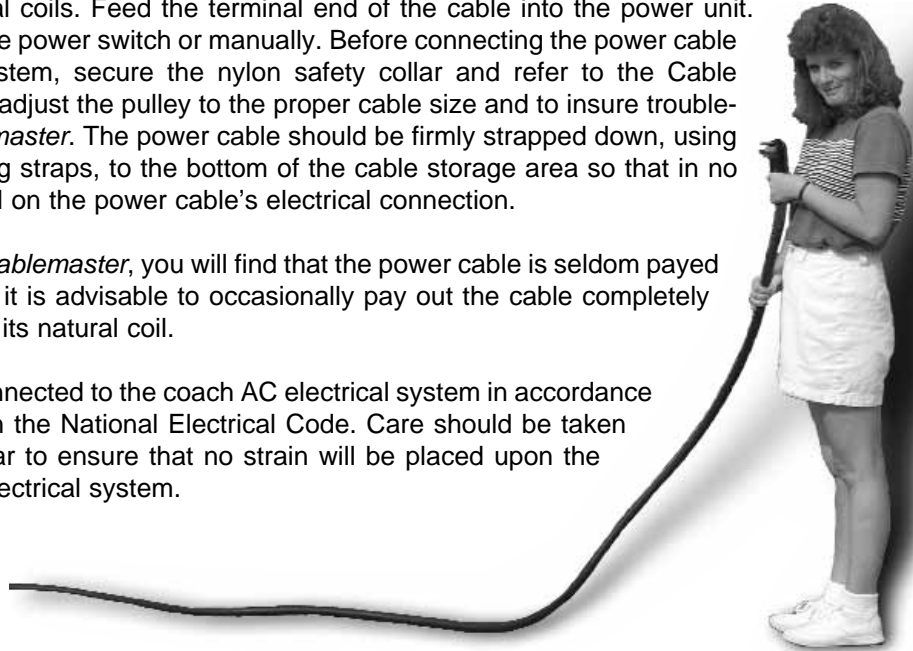 al coils. Feed the terminal end of the cable into the power unit.
e power switch or manually. Before connecting the power cable
stem, secure the nylon safety collar and refer to the Cable
adjust the pulley to the proper cable size and to insure trouble-
master. The power cable should be firmly strapped down, using
g straps, to the bottom of the cable storage area so that in no
d on the power cable's electrical connection.
ablemaster, you will find that the power cable is seldom payed
it is advisable to occasionally pay out the cable completely
its natural coil.
nnected to the coach AC electrical system in accordance
n the National Electrical Code. Care should be taken
ar to ensure that no strain will be placed upon the
ectrical system.